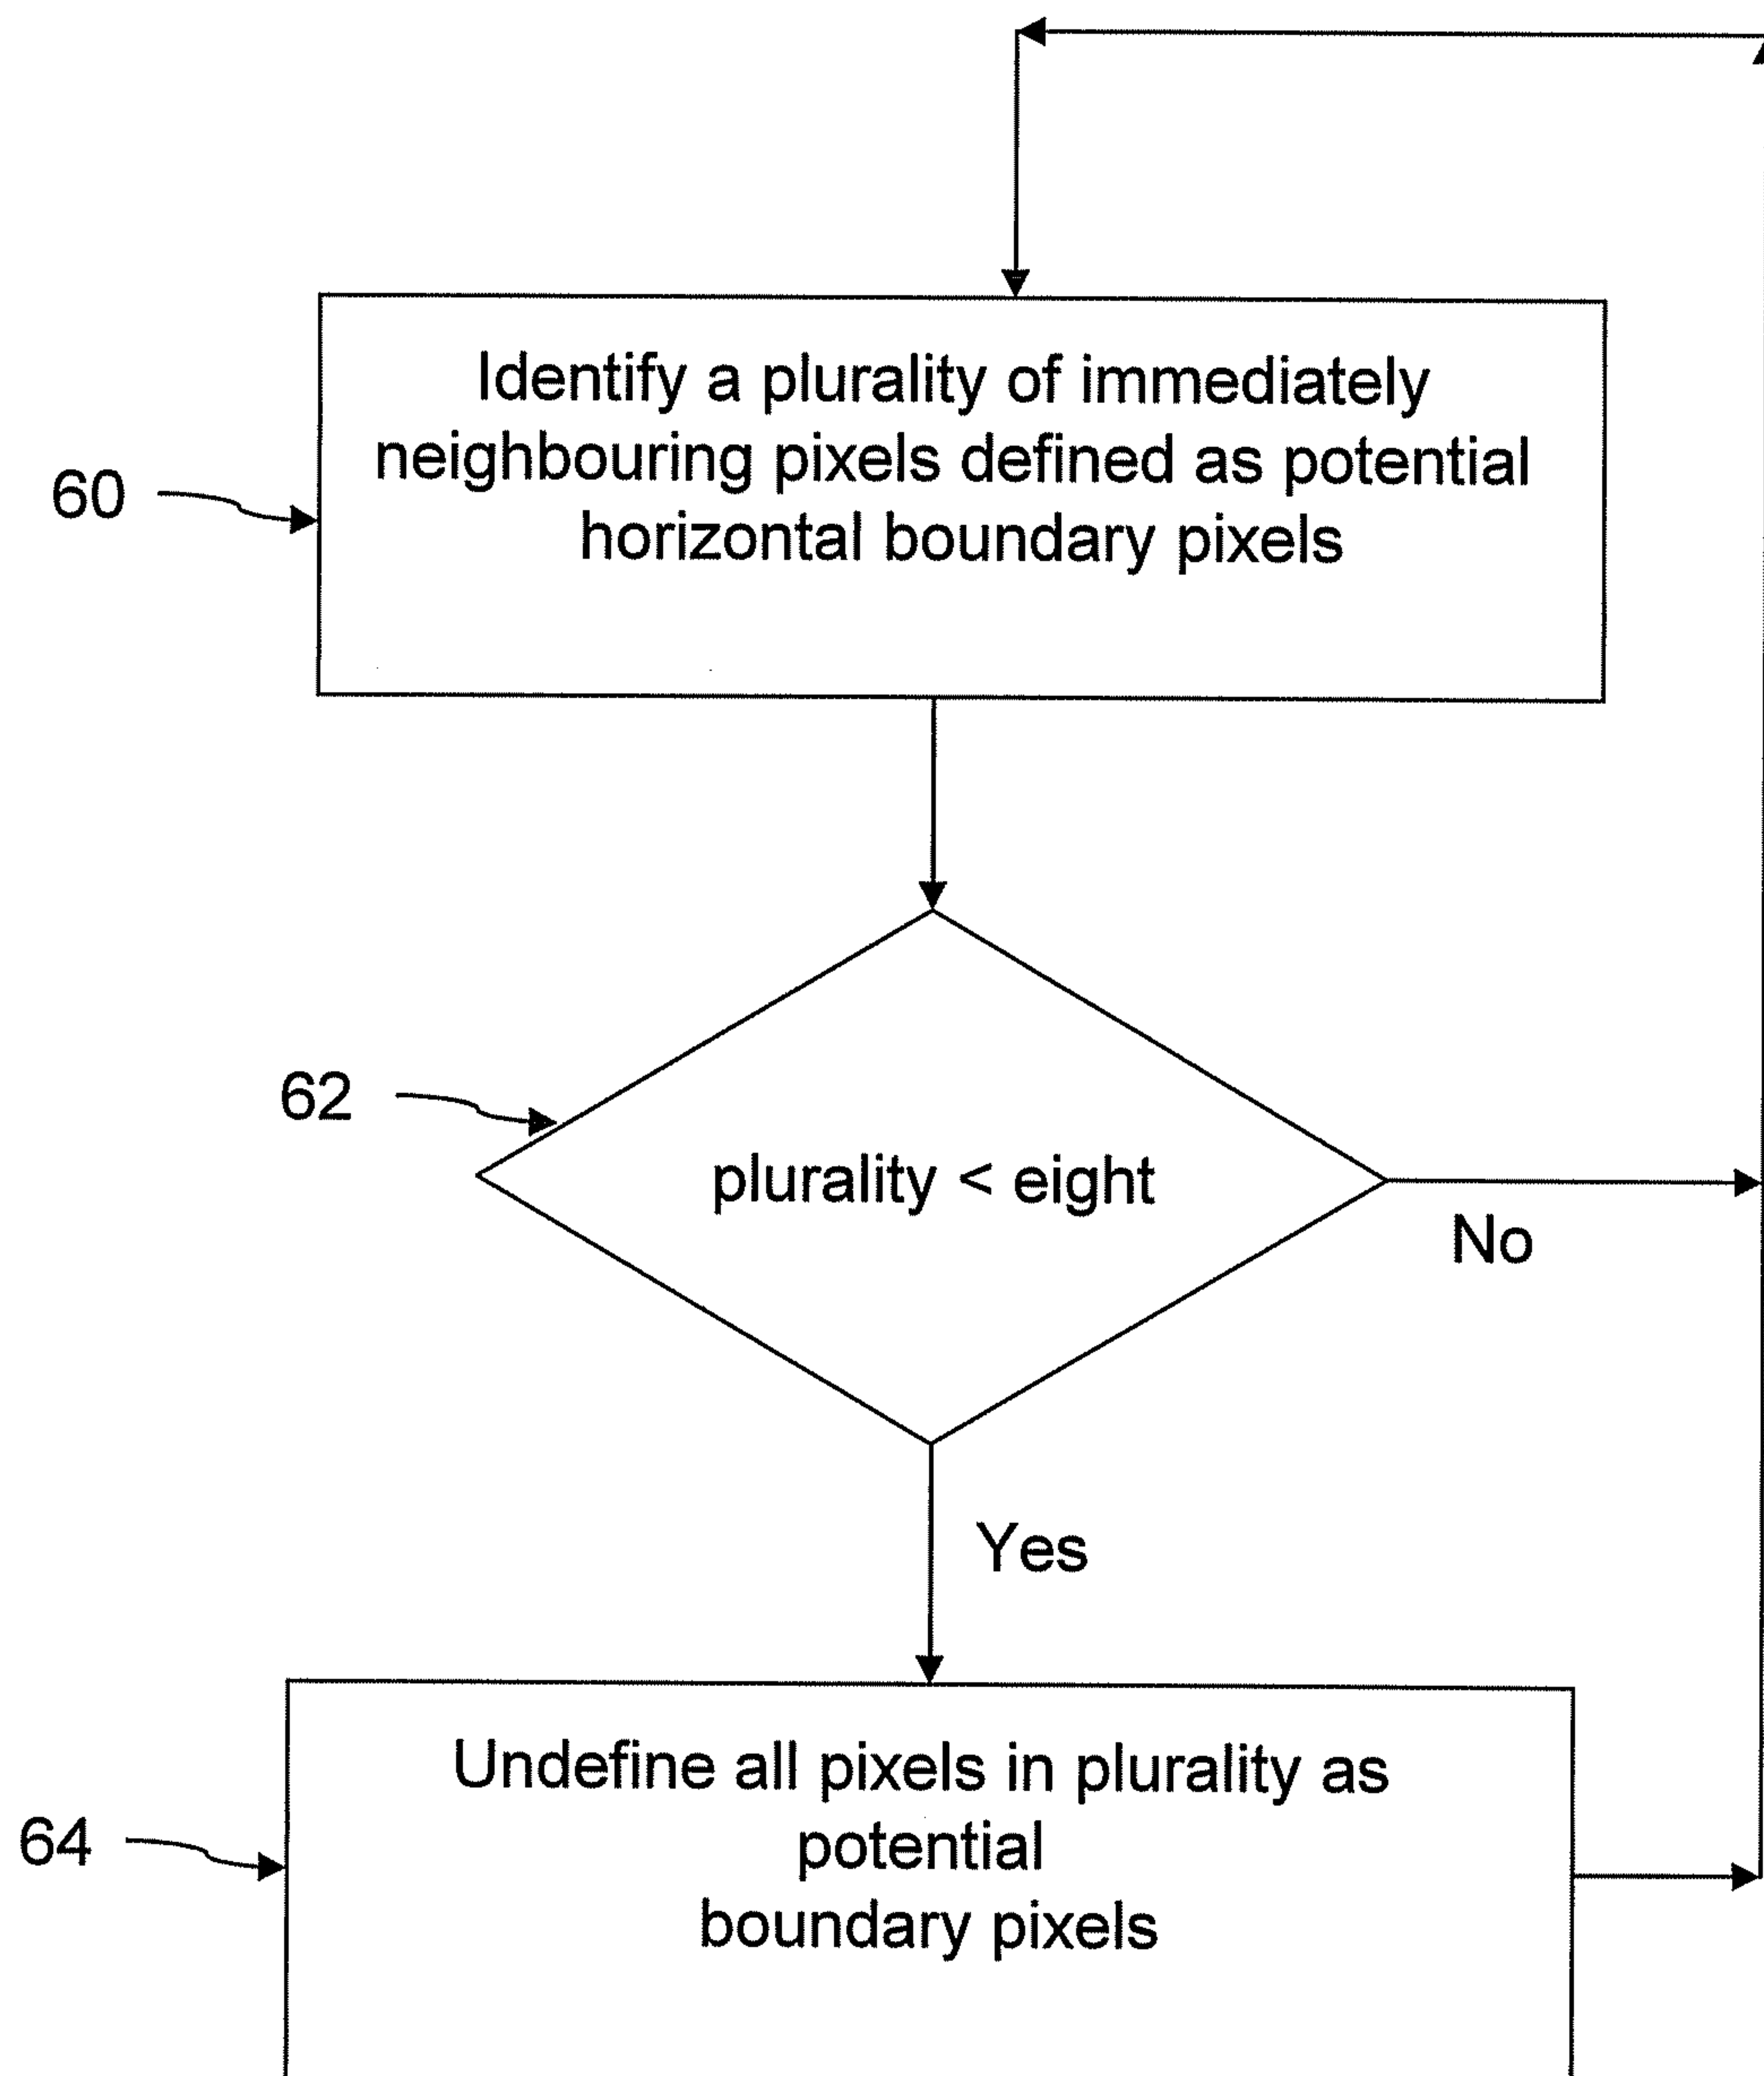 Identify a plurality of immediately
neighbouring pixels defined as potential
horizontal boundary pixels
60
62
plurality < eight
No
Yes
Undefine all pixels in plurality as
potential
boundary pixels
64